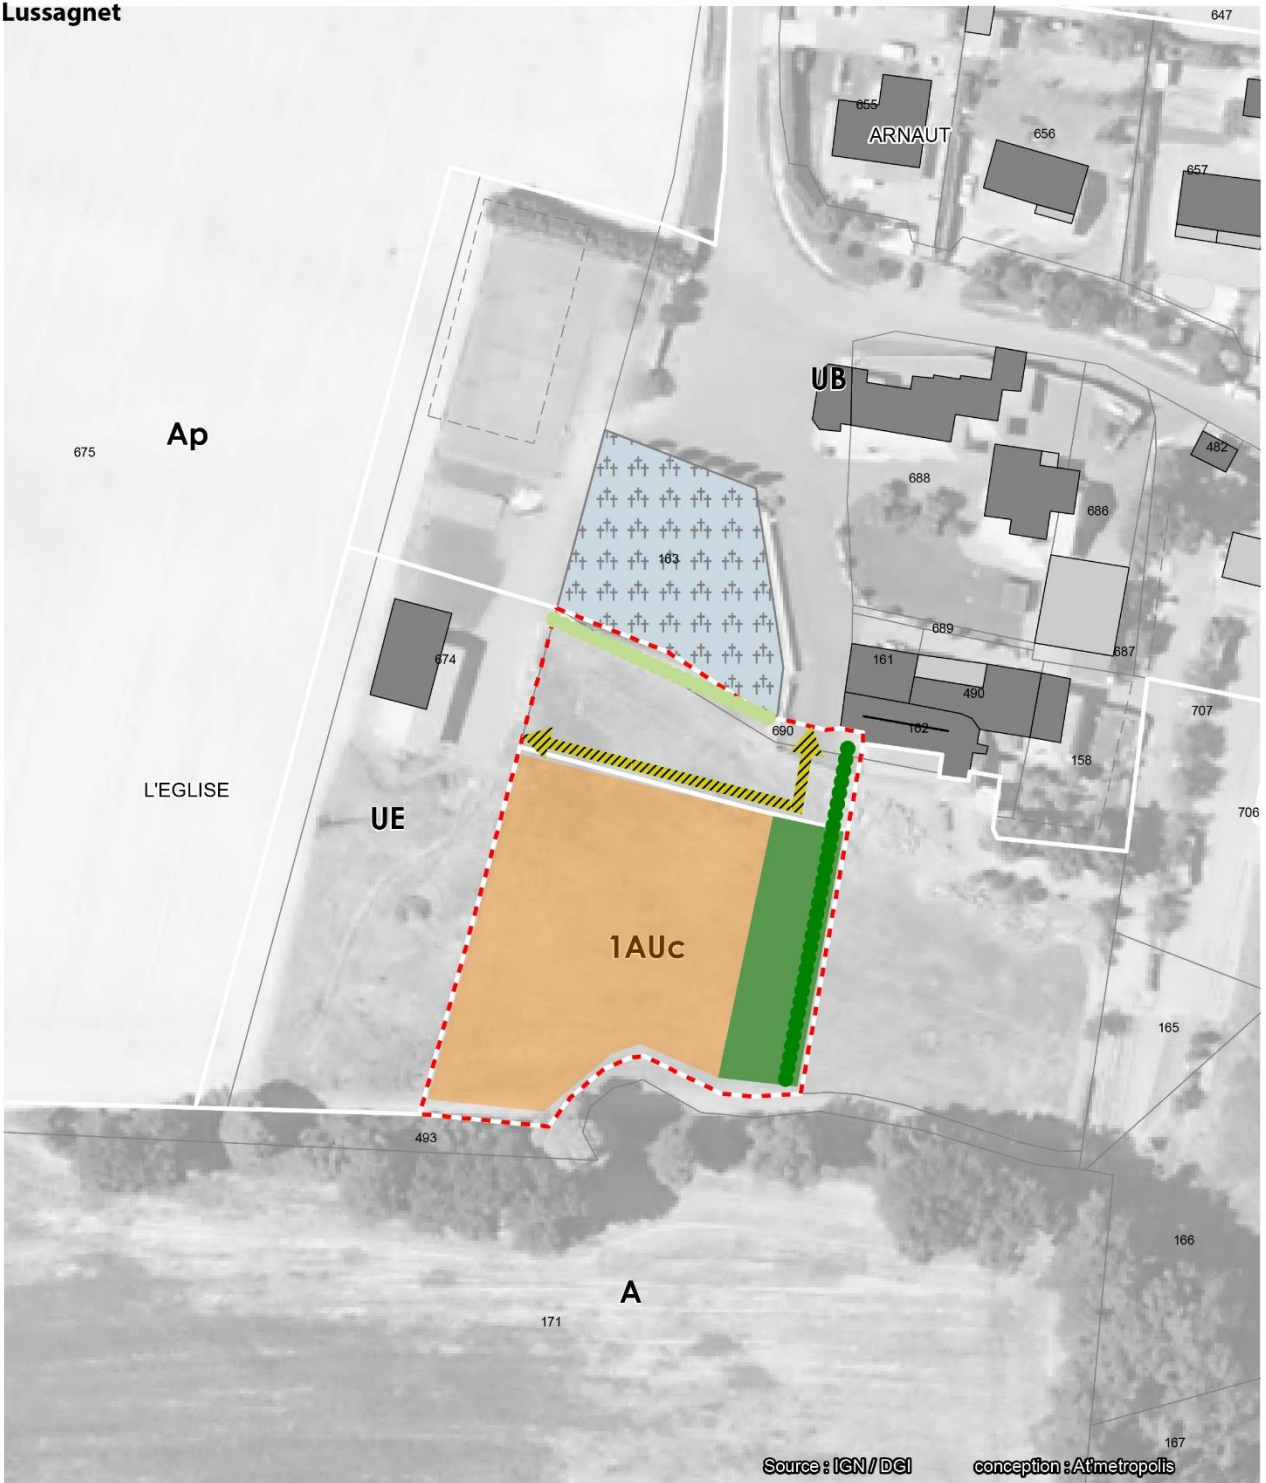 Lussagnet
647
655
ARNAUT
656
657
UB
Ap
675
482
688
686
163
689
674
161
687
490
690
162
707
158
L'EGLISE
UE
706
1AUc
165
493
166
A
171
167
Source : IGN / DGI
conception : At'metropolis